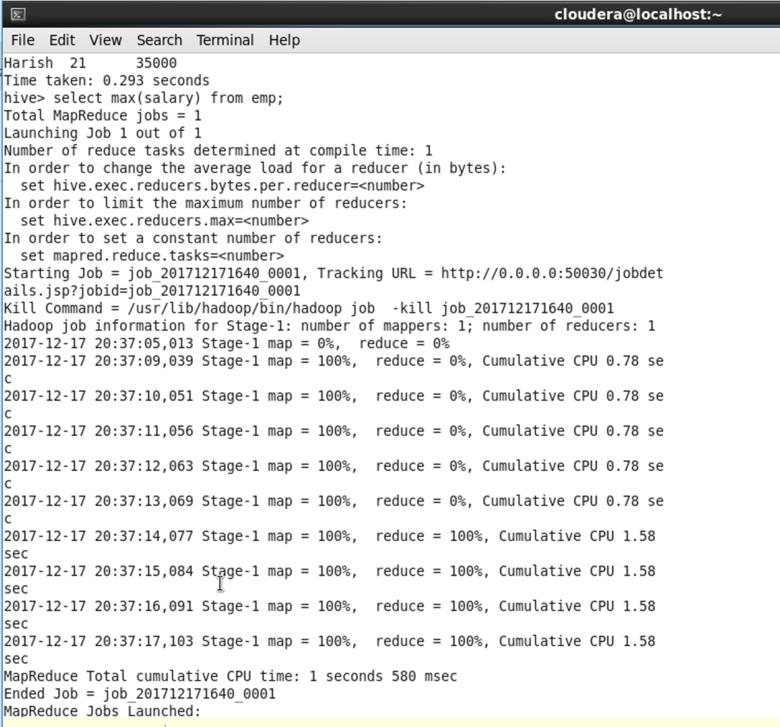 cloudera@localhost:~
File Edit View Search Terminal Help
Harish 21 35000
Time taken: 0.293 seconds
hive> select max(salary) from emp;
Total MapReduce jobs = 1
Launching Job 1 out of 1
Number of reduce tasks determined at compile time: 1
In order to change the average load for a reducer (in bytes):
  set hive.exec.reducers.bytes.per.reducer=<number>
In order to limit the maximum number of reducers:
  set hive.exec.reducers.max=<number>
In order to set a constant number of reducers:
  set mapred.reduce.tasks=<number>
Starting Job = job_201712171640_0001, Tracking URL = http://0.0.0.0:50030/jobdet
ails.jsp?jobid=job_201712171640_0001
Kill Command = /usr/lib/hadoop/bin/hadoop job  -kill job_201712171640_0001
Hadoop job information for Stage-1: number of mappers: 1; number of reducers: 1
2017-12-17 20:37:05,013 Stage-1 map = 0%,  reduce = 0%
2017-12-17 20:37:09,039 Stage-1 map = 100%,  reduce = 0%, Cumulative CPU 0.78 se
c
2017-12-17 20:37:10,051 Stage-1 map = 100%,  reduce = 0%, Cumulative CPU 0.78 se
c
2017-12-17 20:37:11,056 Stage-1 map = 100%,  reduce = 0%, Cumulative CPU 0.78 se
c
2017-12-17 20:37:12,063 Stage-1 map = 100%,  reduce = 0%, Cumulative CPU 0.78 se
c
2017-12-17 20:37:13,069 Stage-1 map = 100%,  reduce = 0%, Cumulative CPU 0.78 se
c
2017-12-17 20:37:14,077 Stage-1 map = 100%,  reduce = 100%, Cumulative CPU 1.58
sec
2017-12-17 20:37:15,084 Stage-1 map = 100%,  reduce = 100%, Cumulative CPU 1.58
sec
2017-12-17 20:37:16,091 Stage-1 map = 100%,  reduce = 100%, Cumulative CPU 1.58
sec
2017-12-17 20:37:17,103 Stage-1 map = 100%,  reduce = 100%, Cumulative CPU 1.58
sec
MapReduce Total cumulative CPU time: 1 seconds 580 msec
Ended Job = job_201712171640_0001
MapReduce Jobs Launched: